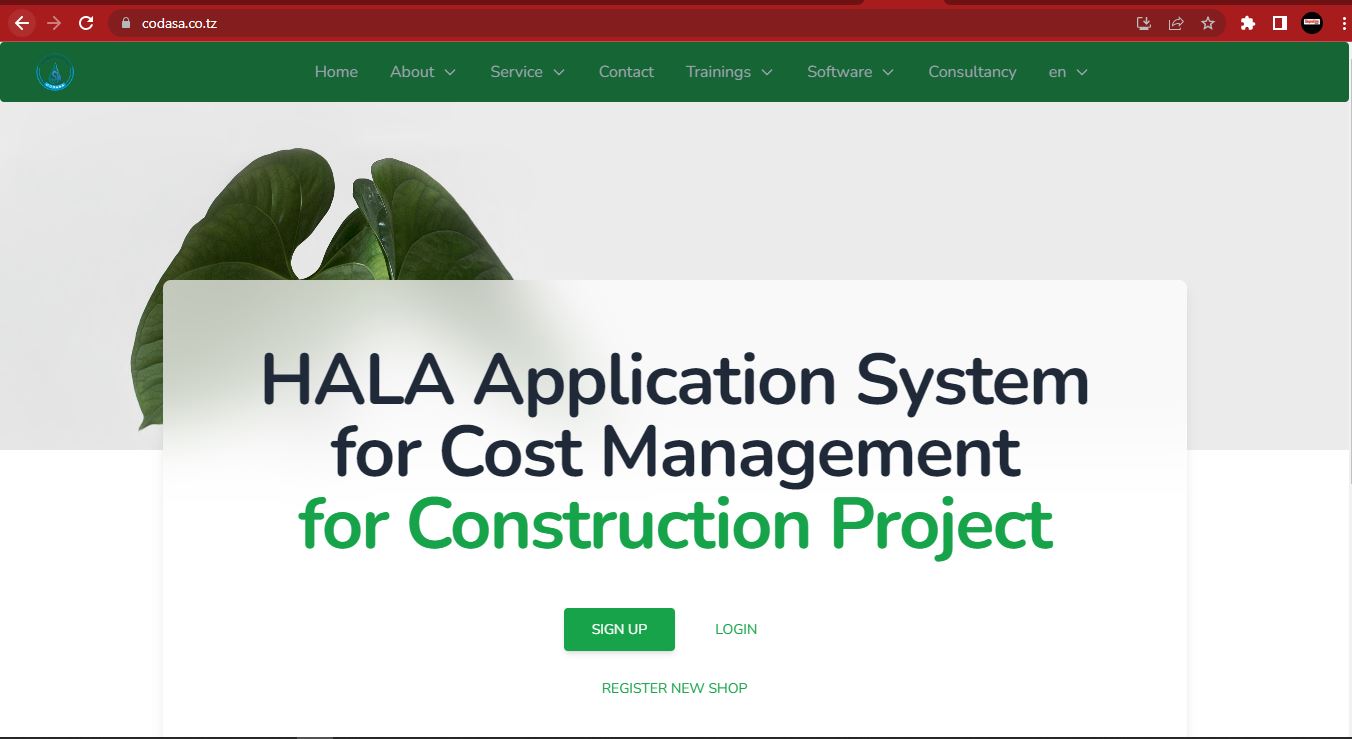 codasa.co.tz
Home About Service Contact Trainings Software Consultancy en
HALA Application System
for Cost Management
for Construction Project
SIGN UP LOGIN
REGISTER NEW SHOP